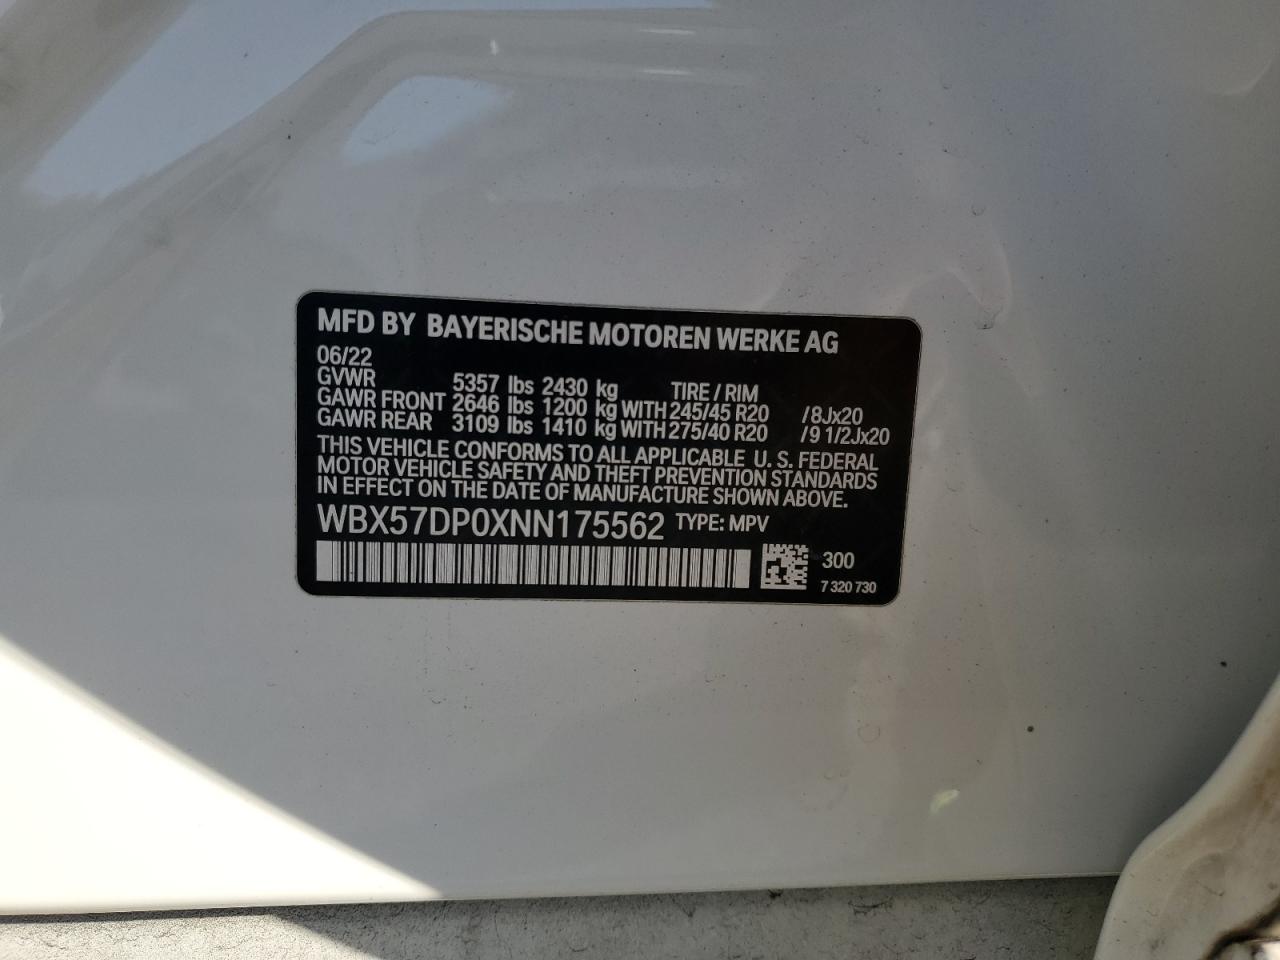 MFD BY BAYERISCHE MOTOREN WERKE AG
06/22
GVWR 5357 lbs 2430 kg TIRE / RIM
GAWR FRONT 2646 lbs 1200 kg WITH 245/45 R20 /8Jx20
GAWR REAR 3109 lbs 1410 kg WITH 275/40 R20 /9 1/2Jx20
THIS VEHICLE CONFORMS TO ALL APPLICABLE U. S. FEDERAL
MOTOR VEHICLE SAFETY AND THEFT PREVENTION STANDARDS
IN EFFECT ON THE DATE OF MANUFACTURE SHOWN ABOVE.
WBX57DP0XNN175562 TYPE: MPV
300
7 320 730